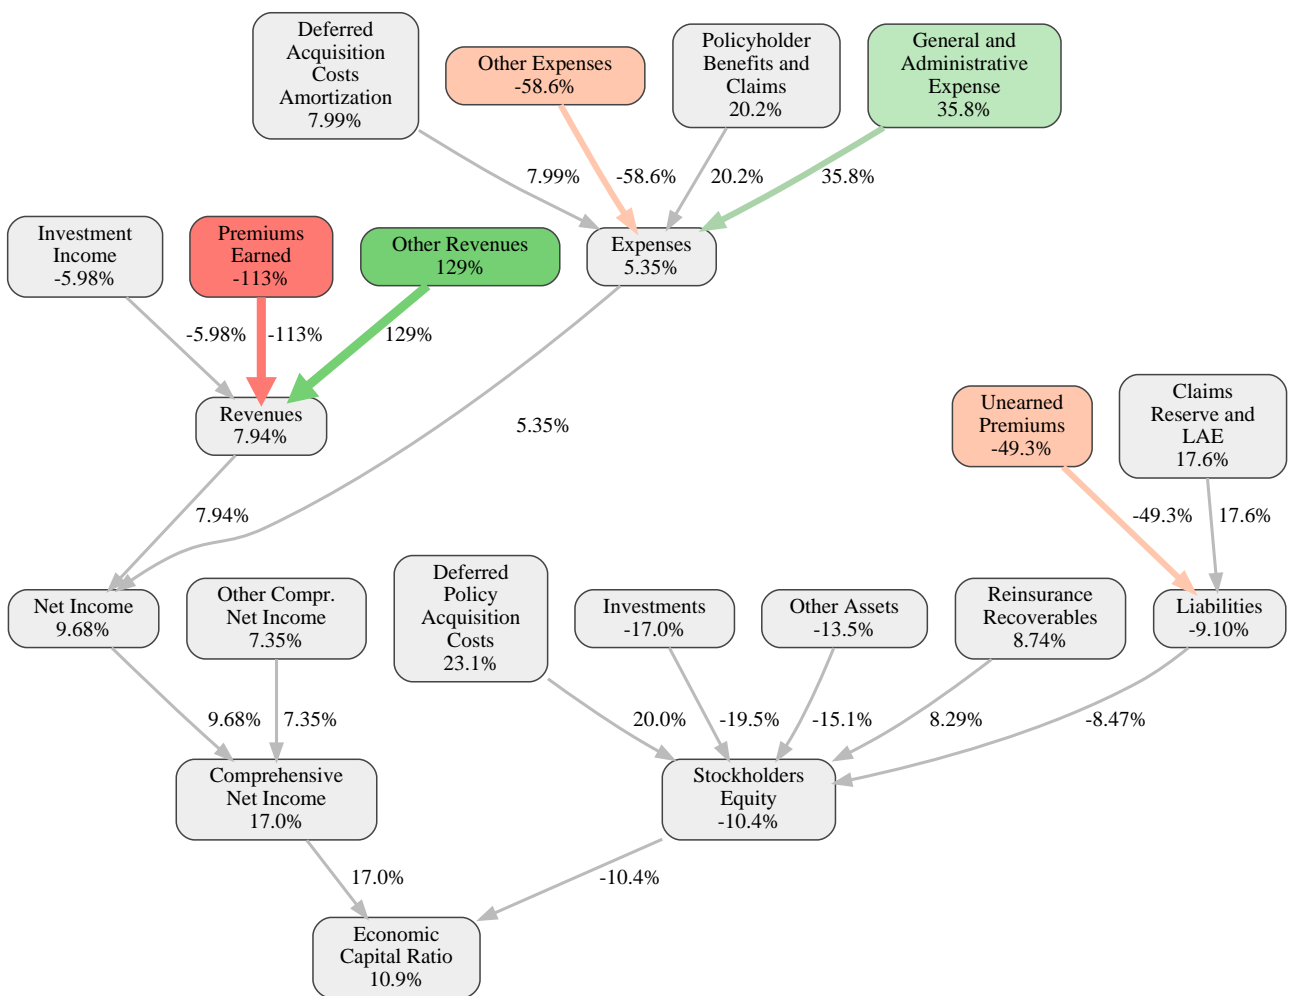 Deferred
Acquisition
Costs
Amortization
7.99%
Other Expenses
-58.6%
Policyholder
Benefits and
Claims
20.2%
General and
Administrative
Expense
35.8%
7.99%
-58.6%
20.2%
35.8%
Investment
Income
-5.98%
Premiums
Earned
-113%
Other Revenues
129%
Expenses
5.35%
-5.98%
-113%
129%
5.35%
Revenues
7.94%
Unearned
Premiums
-49.3%
Claims
Reserve and
LAE
17.6%
7.94%
-49.3%
17.6%
Net Income
9.68%
Other Compr.
Net Income
7.35%
Deferred
Policy
Acquisition
Costs
23.1%
Investments
-17.0%
Other Assets
-13.5%
Reinsurance
Recoverables
8.74%
Liabilities
-9.10%
9.68%
7.35%
20.0%
-19.5%
-15.1%
8.29%
-8.47%
Comprehensive
Net Income
17.0%
Stockholders
Equity
-10.4%
17.0%
-10.4%
Economic
Capital Ratio
10.9%